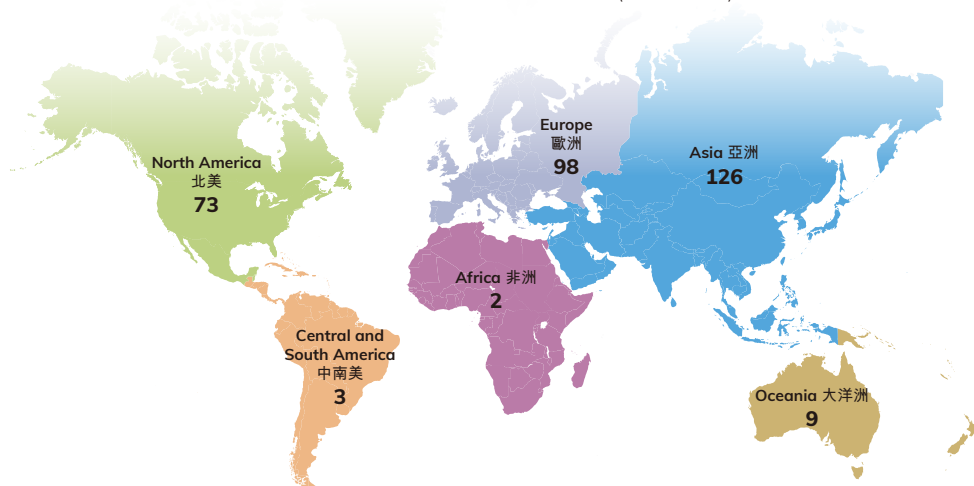 North America
北美
73
Europe
歐洲
98
Asia 亞洲
126
Africa 非洲
2
Central and
South America
中南美
3
Oceania 大洋洲
9